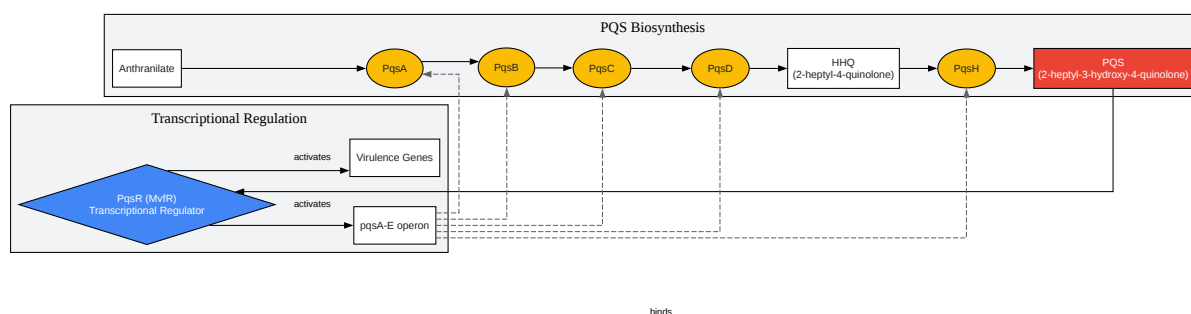 PQS Biosynthesis
Anthranilate
PqsA
PqsB
PqsC
PqsD
HHQ
(2-heptyl-4-quinolone)
PqsH
PQS
(2-heptyl-3-hydroxy-4-quinolone)
Transcriptional Regulation
activates
Virulence Genes
PqsR (MvfR)
Transcriptional Regulator
activates
pqsA-E operon
binds